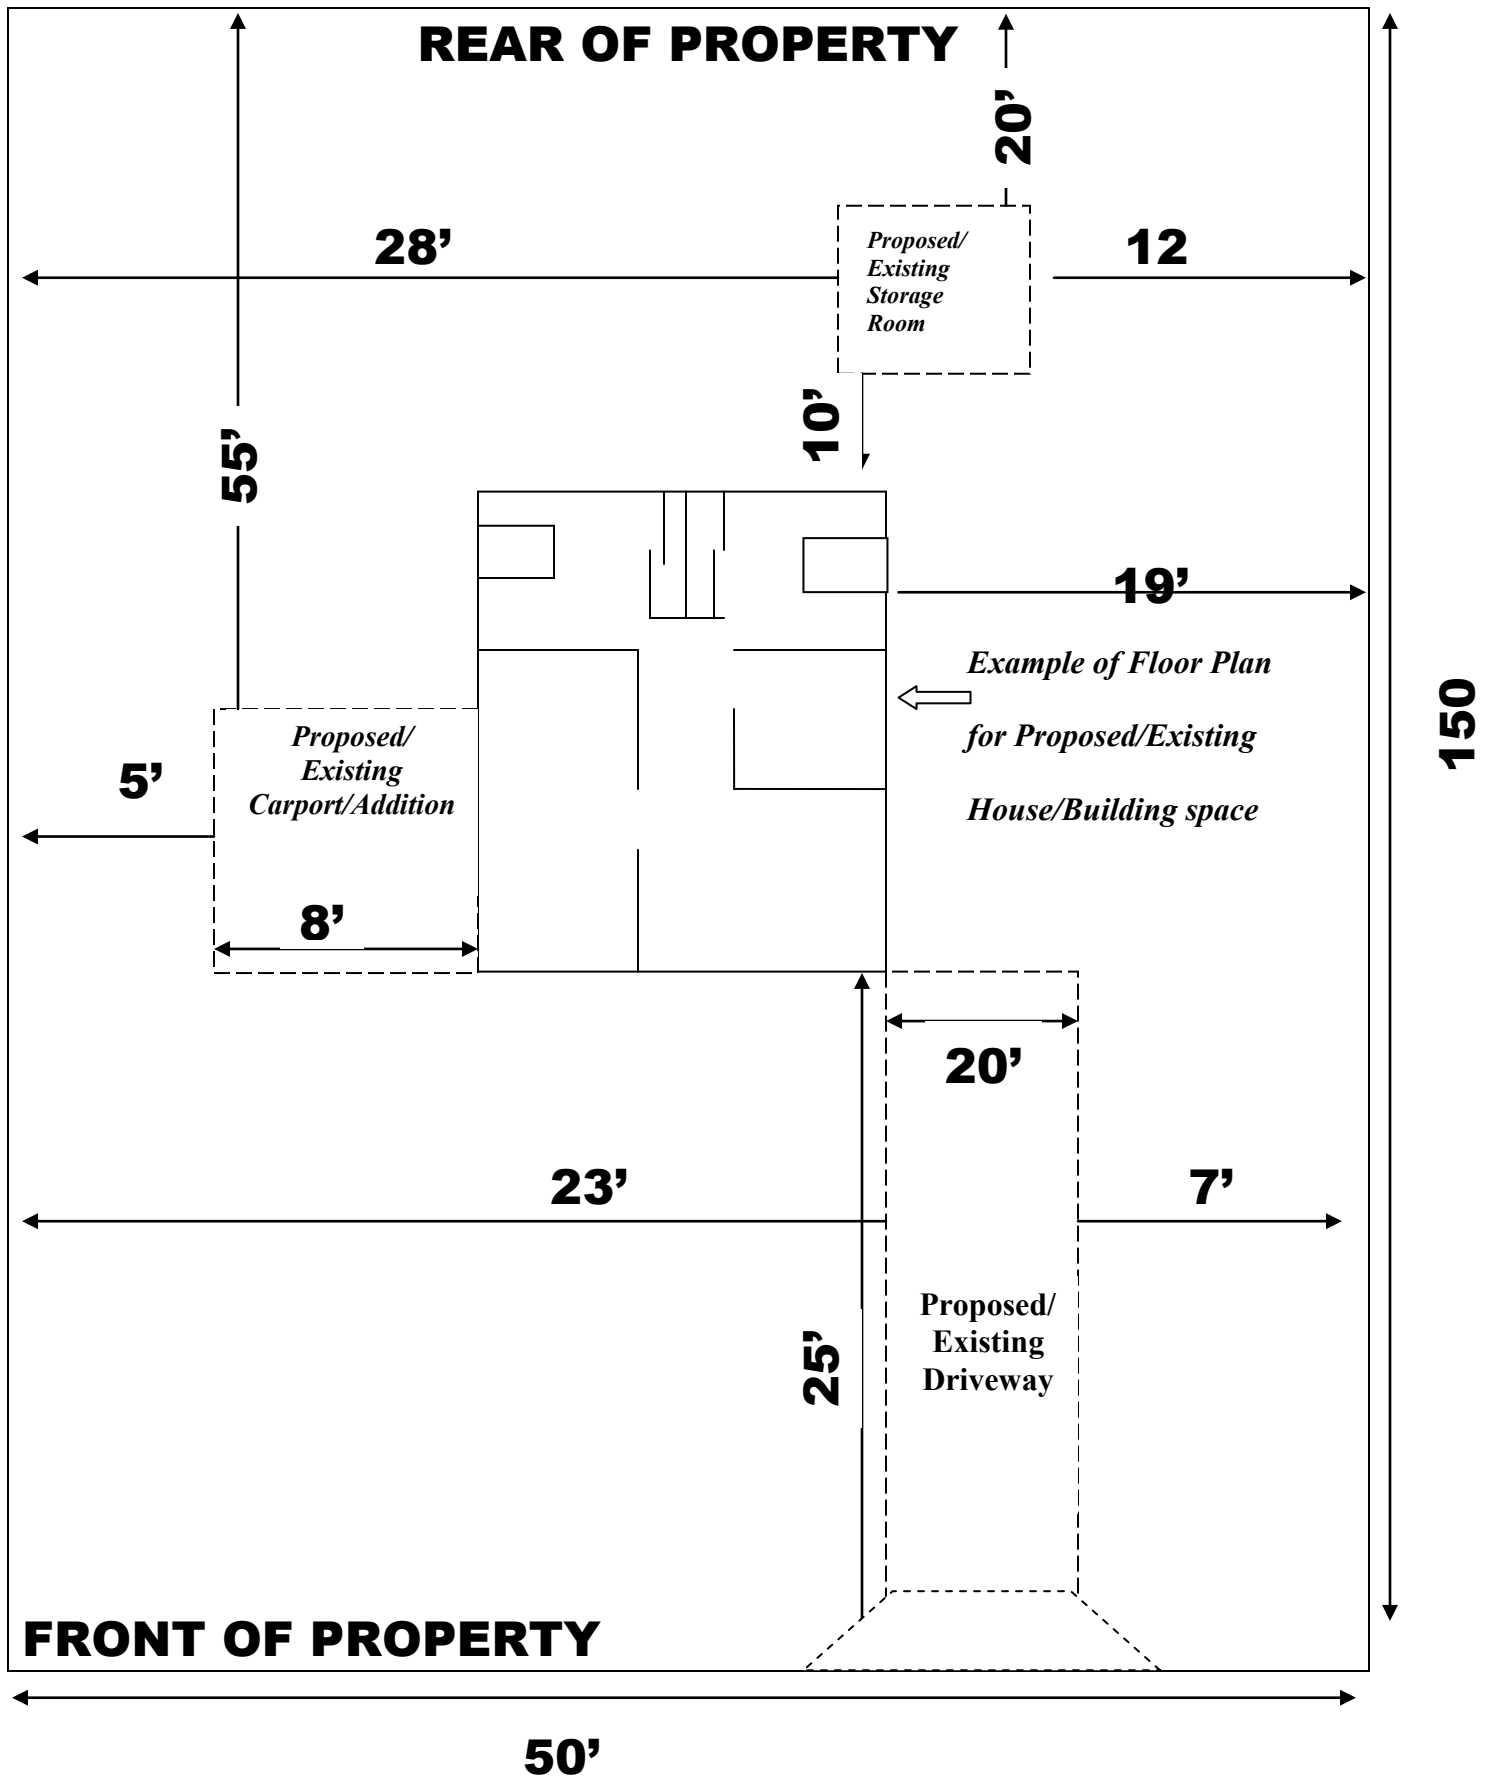 REAR OF PROPERTY
20’
28’
Proposed/
Existing
Storage
Room
12
10’
55’
19’
Example of Floor Plan
for Proposed/Existing
House/Building space
150
Proposed/
Existing
Carport/Addition
5’
8’
20’
23’
7’
Proposed/
Existing
Driveway
25’
FRONT OF PROPERTY
50’